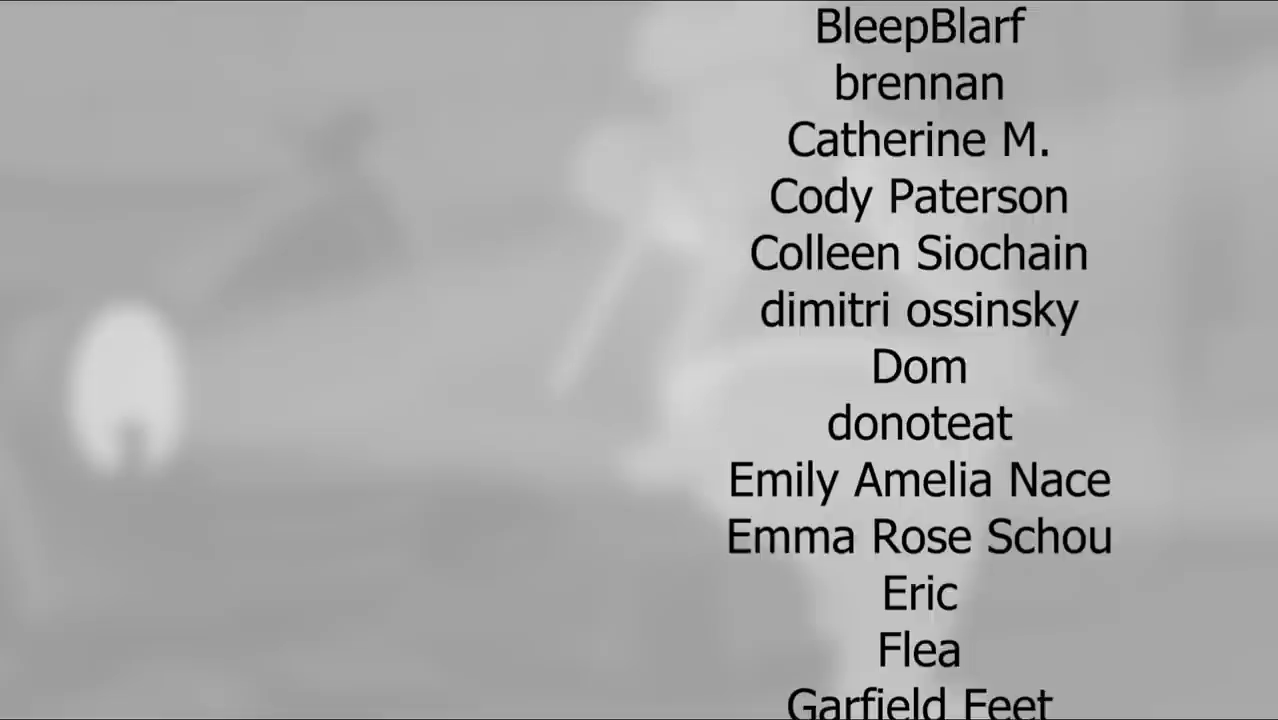 BleepBlarf
brennan
Catherine M.
Cody Paterson
Colleen Siochain
dimitri ossinsky
Dom
donoteat
Emily Amelia Nace
Emma Rose Schou
Eric
Flea
Garfield Feet